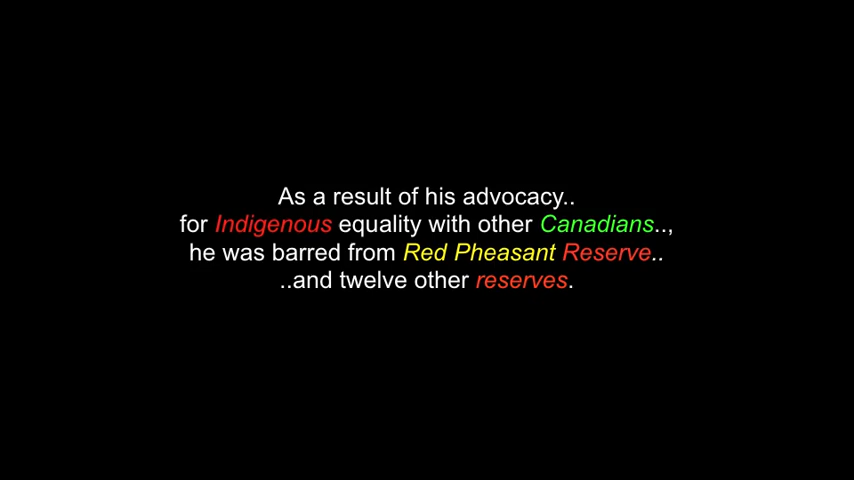 As a result of his advocacy..
for Indigenous equality with other Canadians..,
he was barred from Red Pheasant Reserve..
..and twelve other reserves.